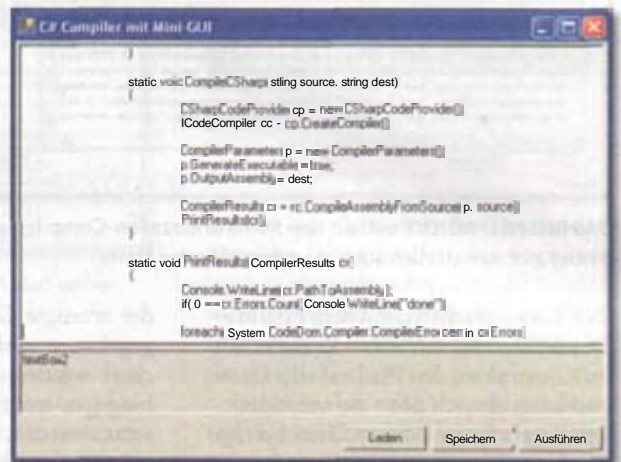 C# Compiler mit Mini GUI
}
static void CompileCSharp( stling source. string dest)
{
CSharpCodeProvider cp = new CSharpCodeProvider();
ICodeCompiler cc - cp.CreateCompiler();
CompilerParameters p = new CompilerParameters();
p.GenerateExecutable = true;
p.OutputAssembly = dest;
CompilerResults cr = cc.CompileAssemblyFromSource( p. source);
PrintResults(cr);
}
static void PrintResults( CompilerResults cr)
{
Console.WriteLine( cr.PathToAssembly );
if( 0 == cr.Errors.Count) Console WriteLine("done");
foreach( System CodeDom.Compiler.CompilerError in cr.Errors)
textBox2
Laden Speichern Ausführen